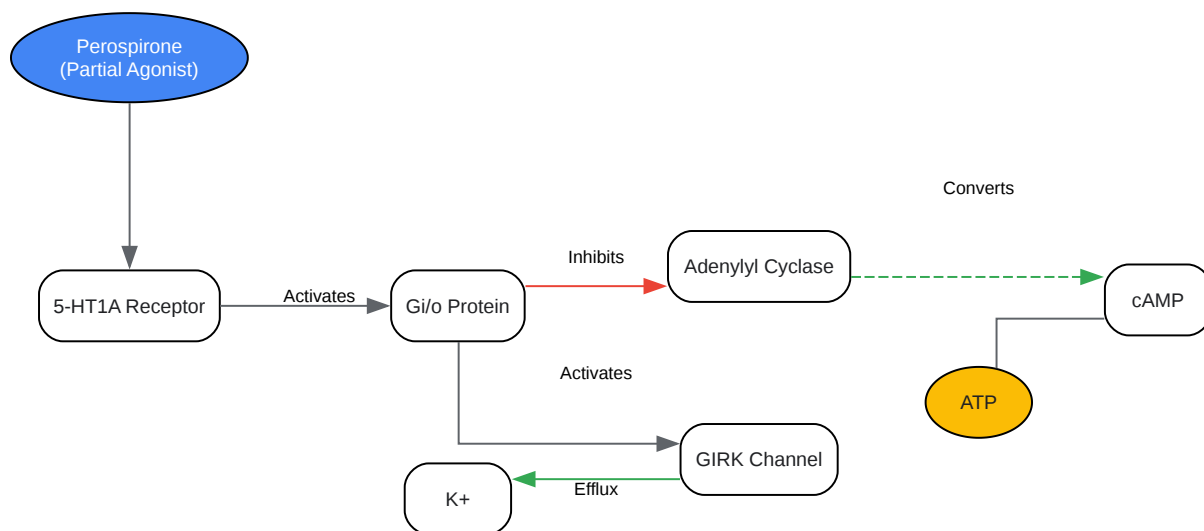 Perospirone
(Partial Agonist)
Converts
Inhibits
Adenylyl Cyclase
5-HT1A Receptor
Activates
Gi/o Protein
cAMP
Activates
ATP
GIRK Channel
K+
Efflux